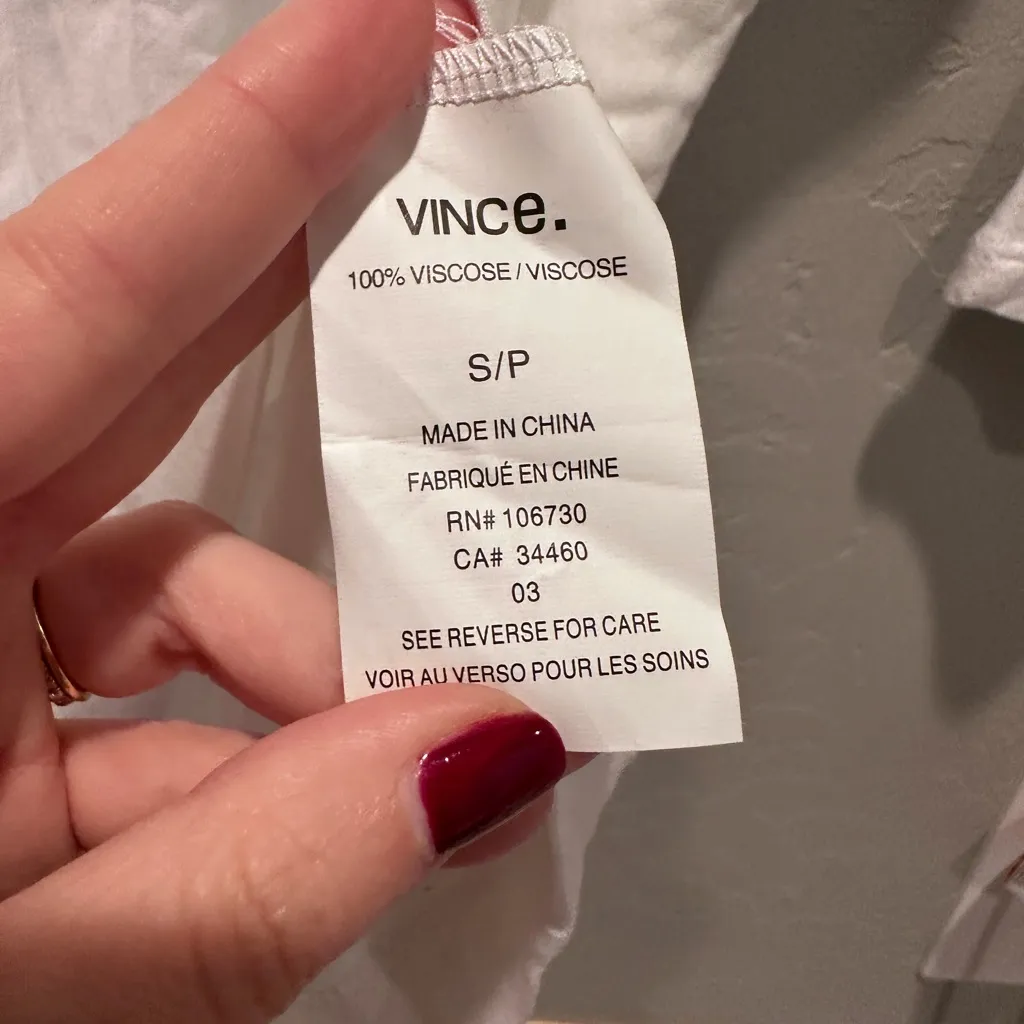 VINCe.
100% VISCOSE / VISCOSE
S/P
MADE IN CHINA
FABRIQUÉ EN CHINE
RN# 106730
CA# 34460
03
SEE REVERSE FOR CARE
VOIR AU VERSO POUR LES SOINS